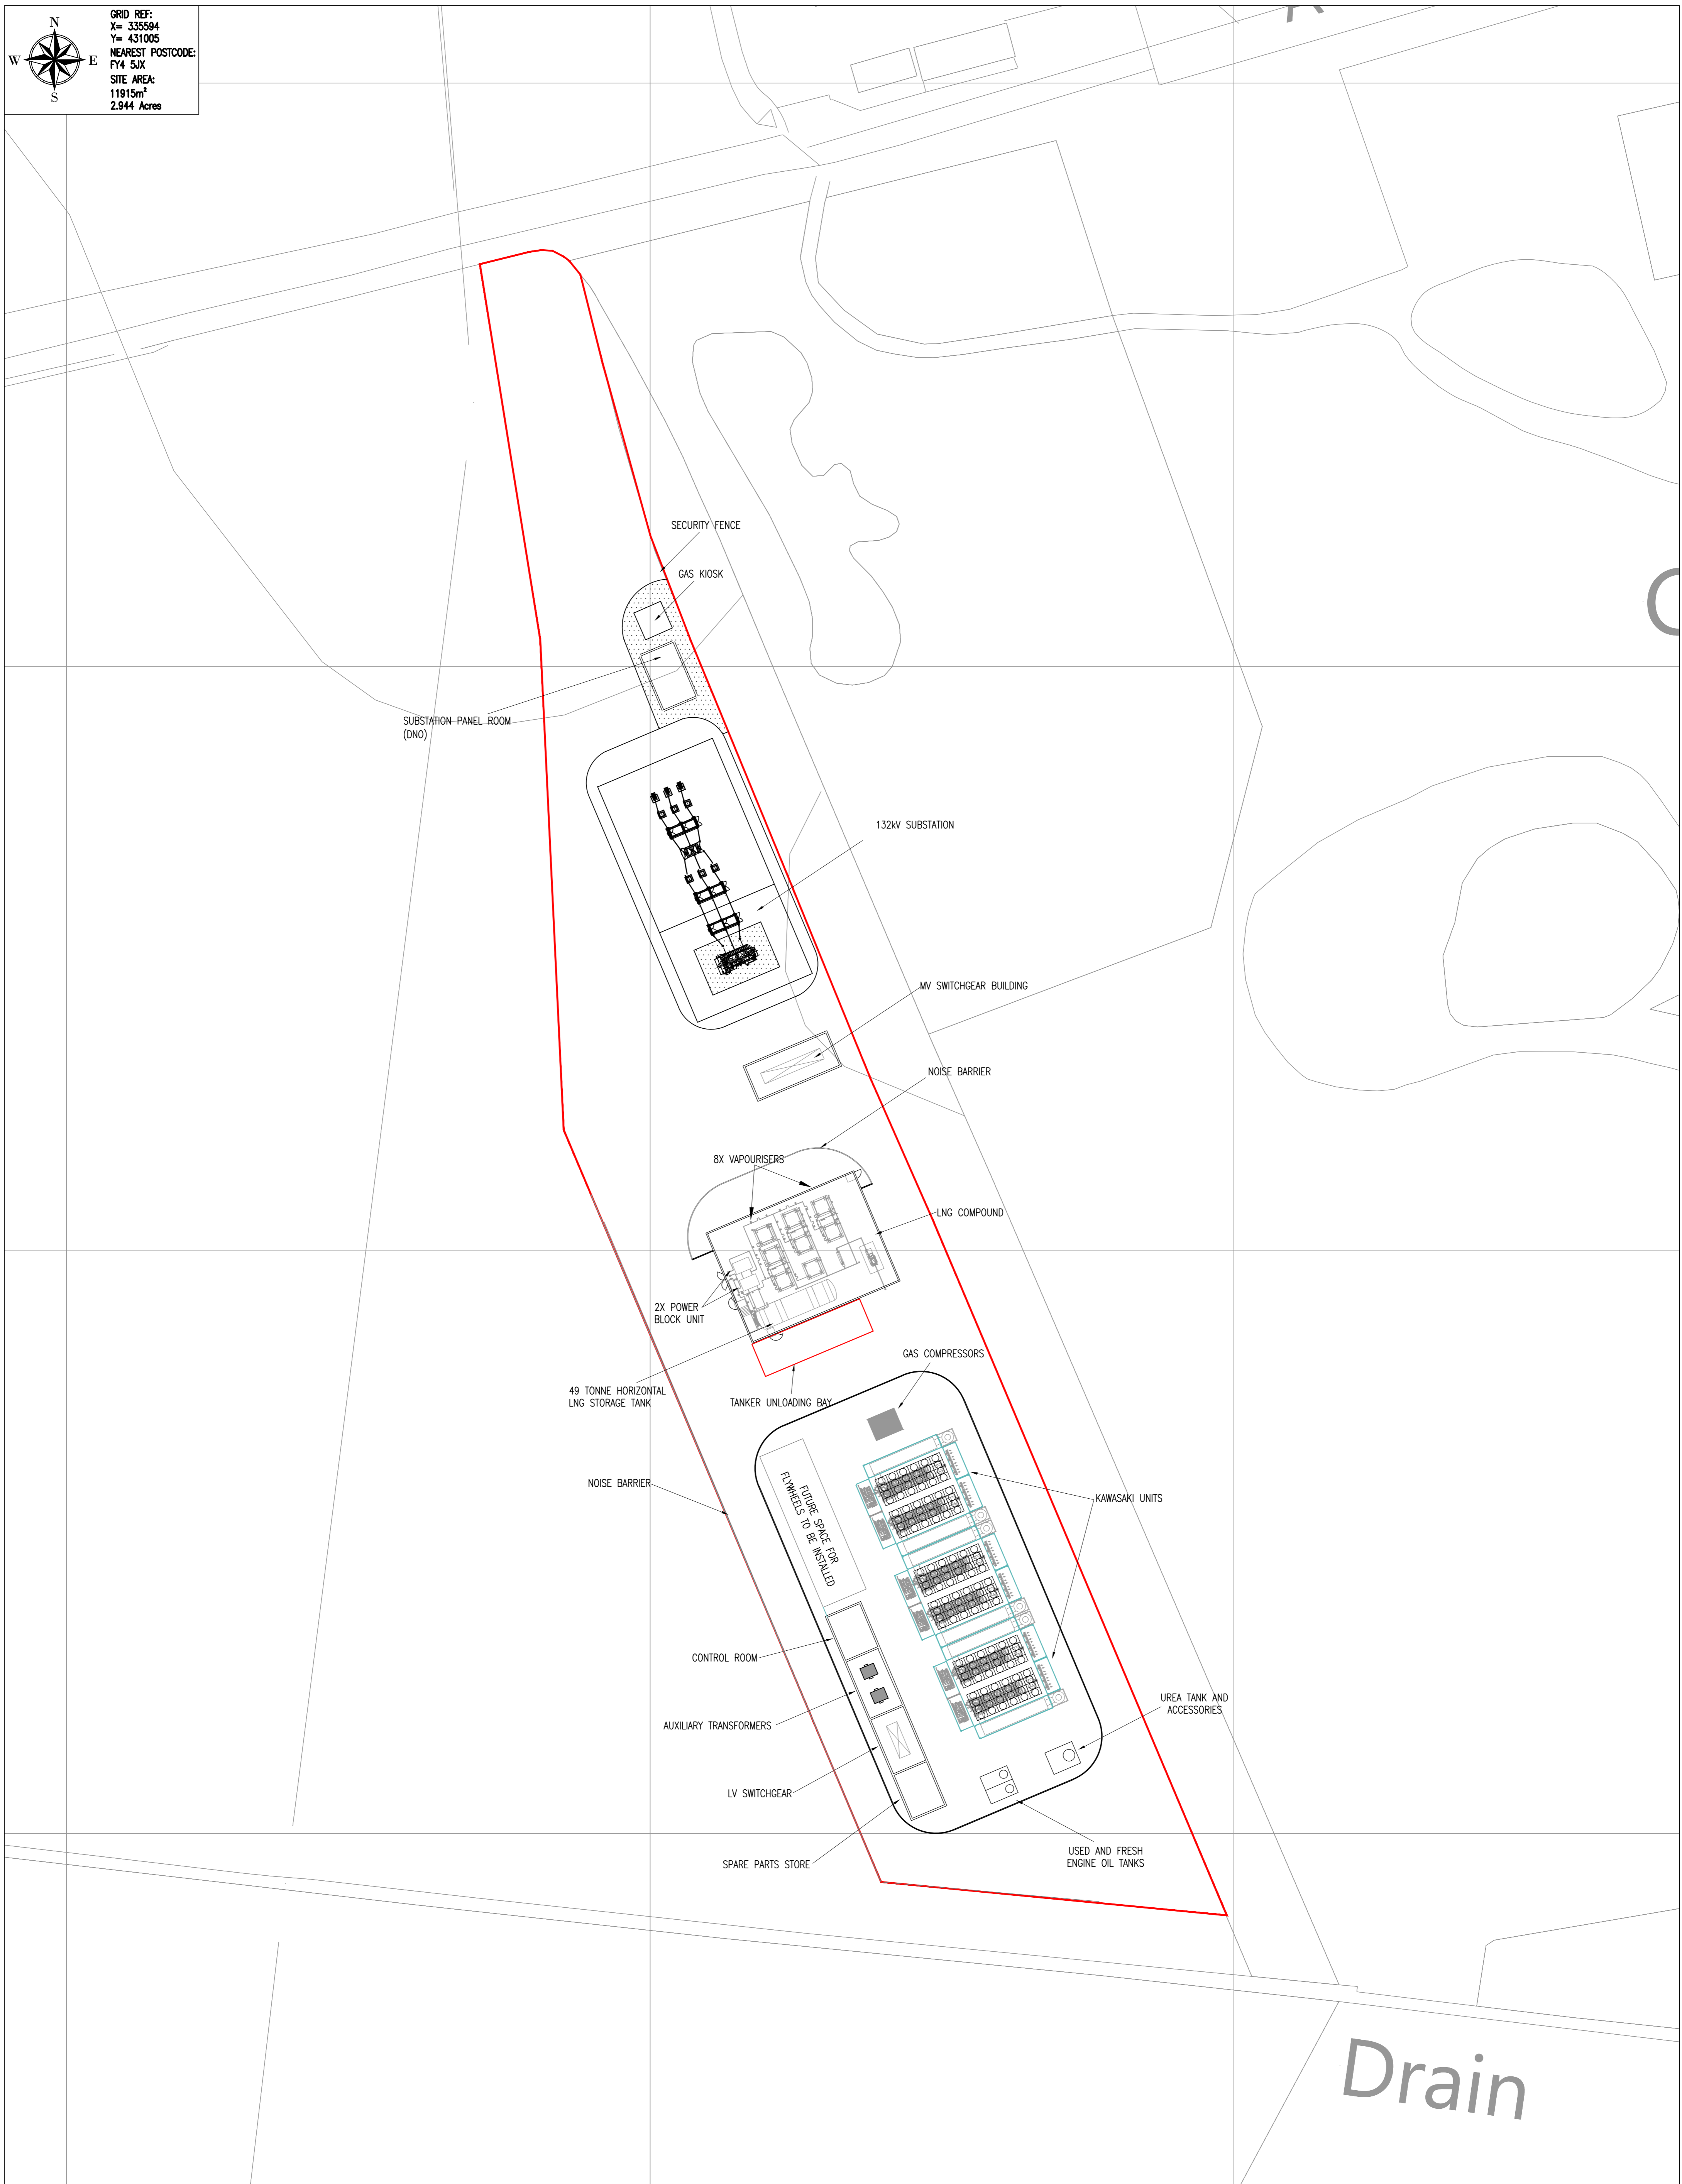 N
W
E
S
GRID REF:
X= 335594
Y= 431005
NEAREST POSTCODE:
FY4 5JX
SITE AREA:
11915m²
2.944 Acres
SECURITY FENCE
GAS KIOSK
SUBSTATION PANEL ROOM
(DNO)
132kV SUBSTATION
MV SWITCHGEAR BUILDING
NOISE BARRIER
8X VAPOURISERS
LNG COMPOUND
2X POWER
BLOCK UNIT
GAS COMPRESSORS
49 TONNE HORIZONTAL
LNG STORAGE TANK
TANKER UNLOADING BAY
NOISE BARRIER
FUTURE SPACE FOR
FLYWHEELS TO BE INSTALLED
KAWASAKI UNITS
CONTROL ROOM
UREA TANK AND
ACCESSORIES
AUXILIARY TRANSFORMERS
LV SWITCHGEAR
USED AND FRESH
ENGINE OIL TANKS
SPARE PARTS STORE
Drain